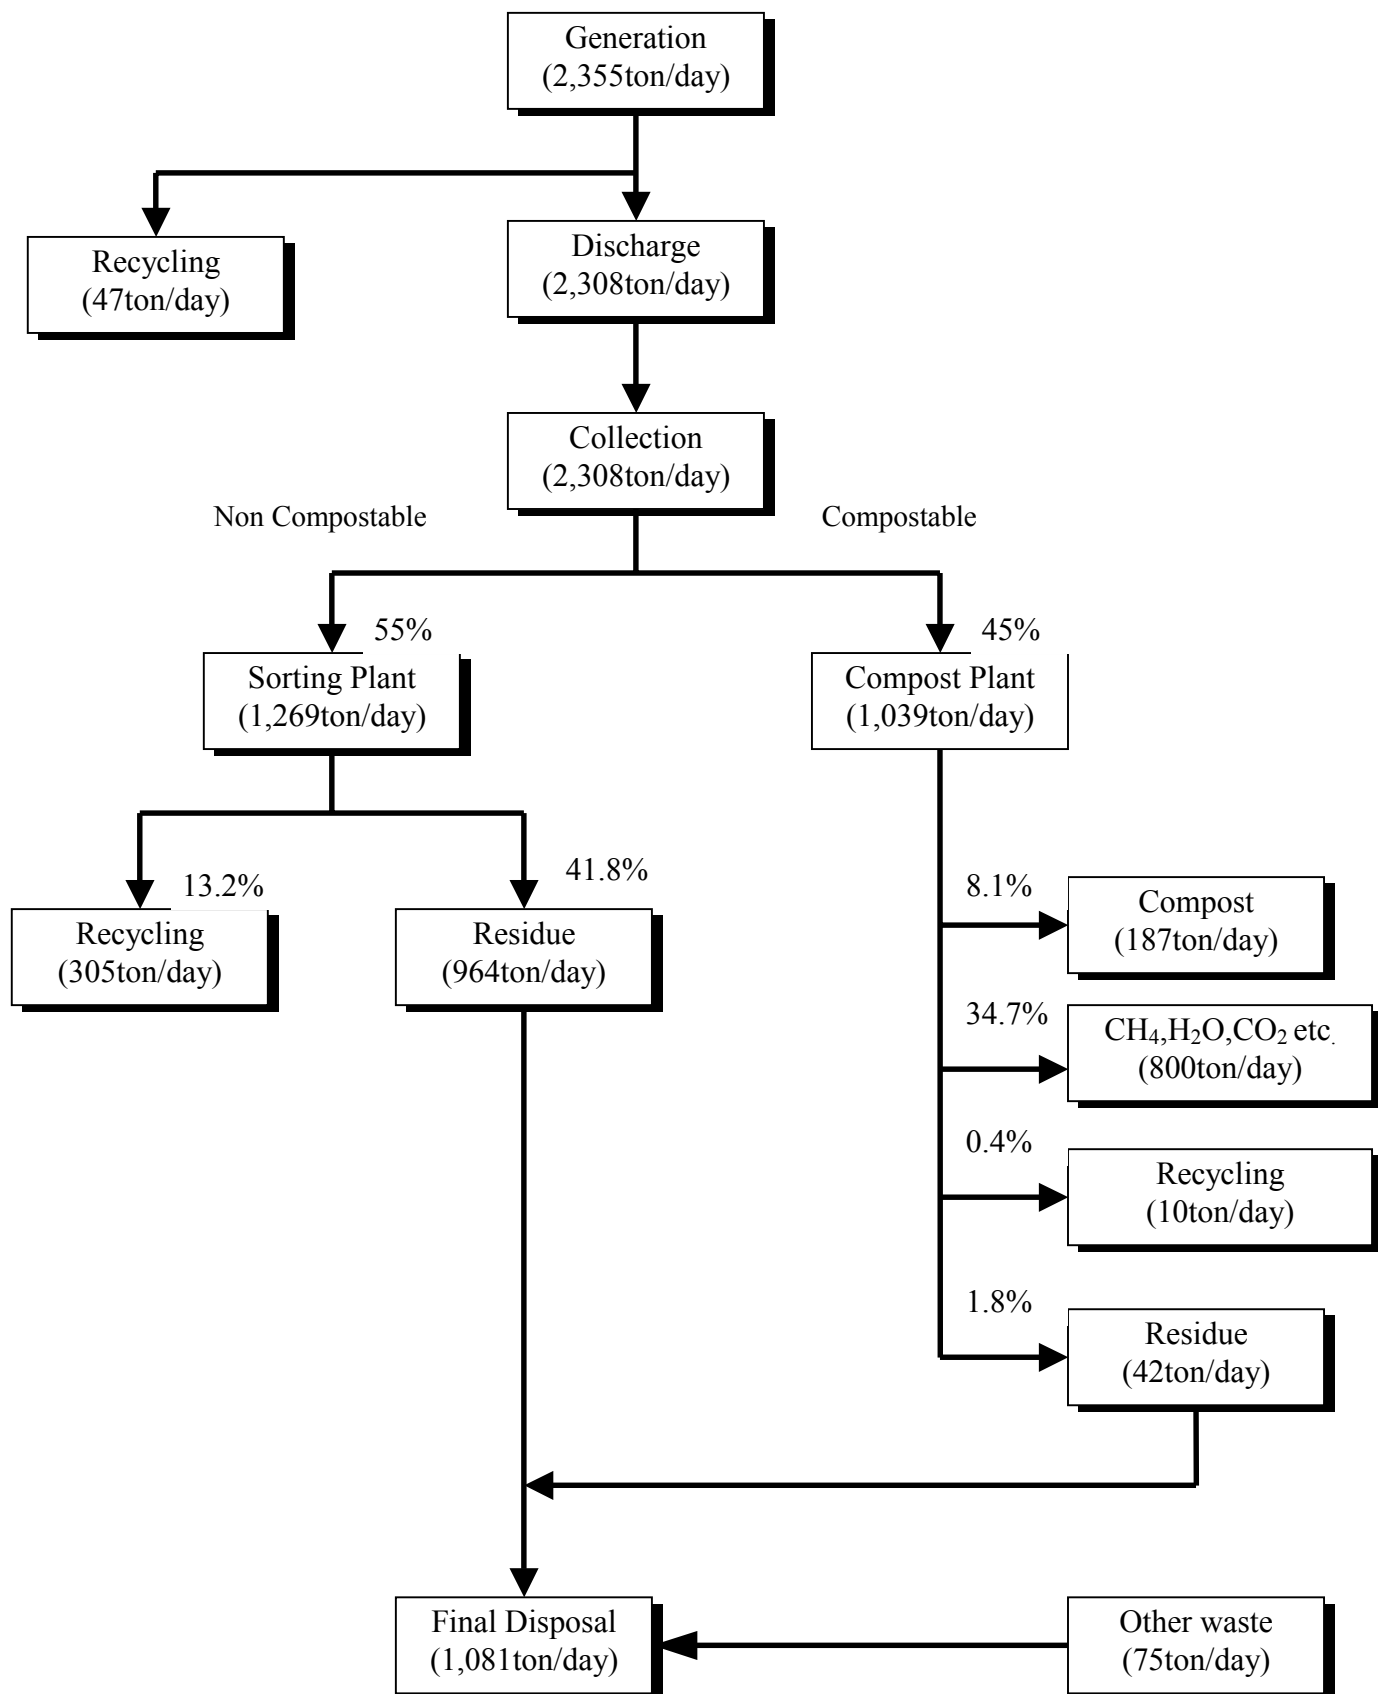 Generation
(2,355ton/day)
Recycling
(47ton/day)
Discharge
(2,308ton/day)
Collection
(2,308ton/day)
Non Compostable
Compostable
55%
45%
Sorting Plant
(1,269ton/day)
Compost Plant
(1,039ton/day)
13.2%
41.8%
Recycling
(305ton/day)
Residue
(964ton/day)
8.1%
Compost
(187ton/day)
34.7%
CH₄,H₂O,CO₂ etc.
(800ton/day)
0.4%
Recycling
(10ton/day)
1.8%
Residue
(42ton/day)
Final Disposal
(1,081ton/day)
Other waste
(75ton/day)